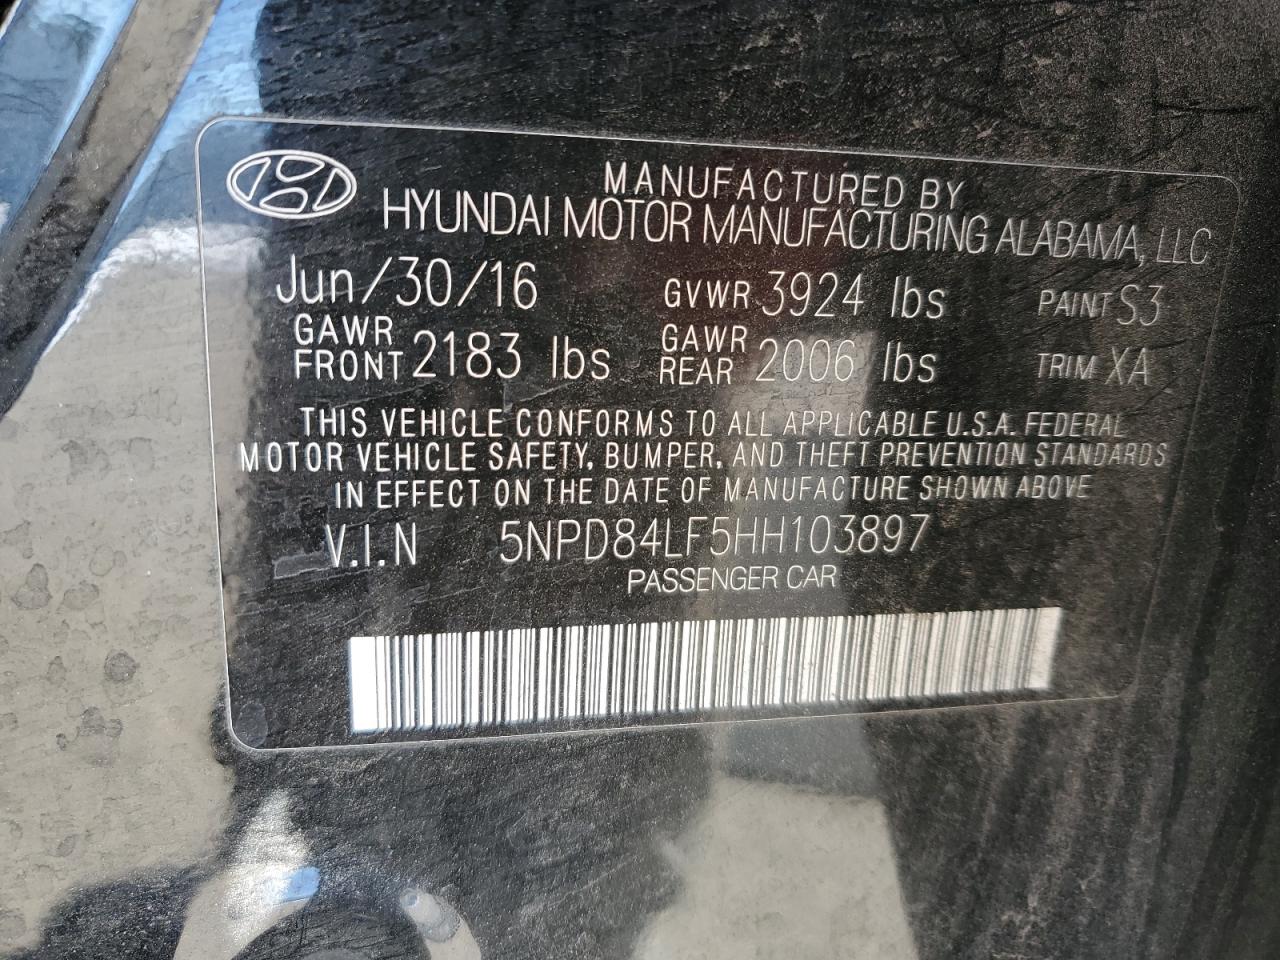 MANUFACTURED BY
HYUNDAI MOTOR MANUFACTURING ALABAMA, LLC
Jun/30/16 GVWR 3924 lbs PAINT S3
GAWR FRONT 2183 lbs GAWR REAR 2006 lbs TRIM XA
THIS VEHICLE CONFORMS TO ALL APPLICABLE U.S.A. FEDERAL
MOTOR VEHICLE SAFETY, BUMPER, AND THEFT PREVENTION STANDARDS
IN EFFECT ON THE DATE OF MANUFACTURE SHOWN ABOVE
V.I.N 5NPD84LF5HH103897
PASSENGER CAR